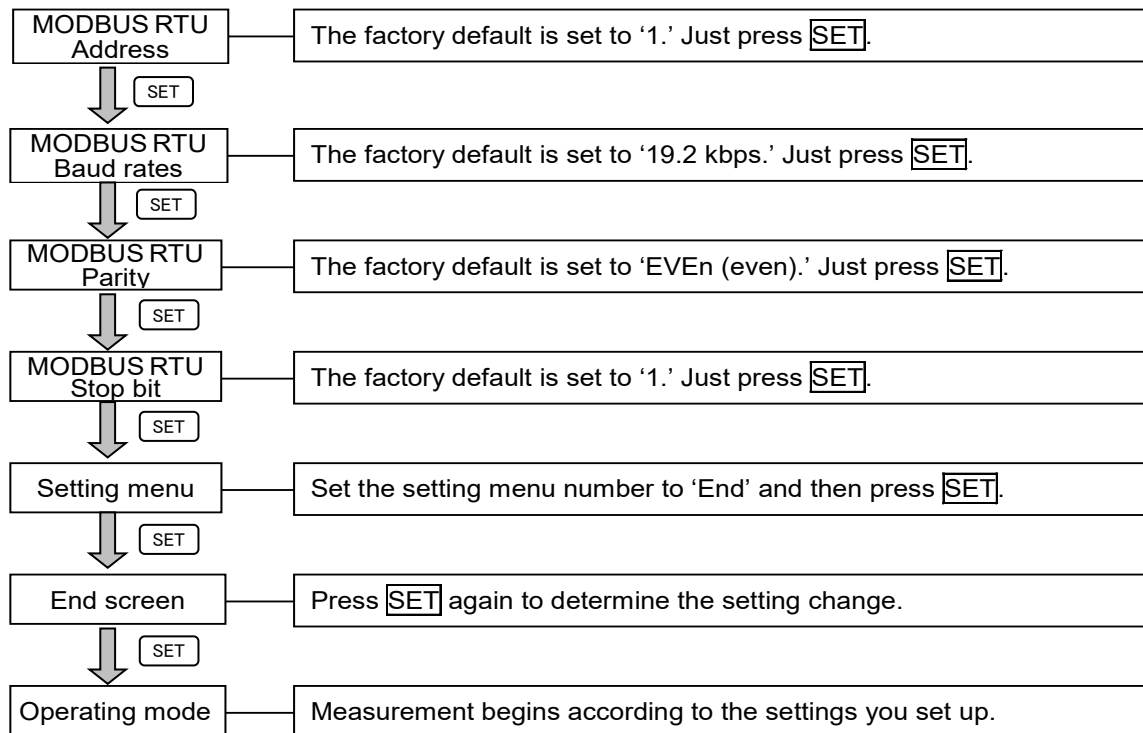 MODBUS RTU
Address
The factory default is set to ‘1.’ Just press SET.
SET
MODBUS RTU
Baud rates
The factory default is set to ‘19.2 kbps.’ Just press SET.
SET
MODBUS RTU
Parity
The factory default is set to ‘EVEn (even).’ Just press SET.
SET
MODBUS RTU
Stop bit
The factory default is set to ‘1.’ Just press SET.
SET
Setting menu
Set the setting menu number to ‘End’ and then press SET.
SET
End screen
Press SET again to determine the setting change.
SET
Operating mode
Measurement begins according to the settings you set up.